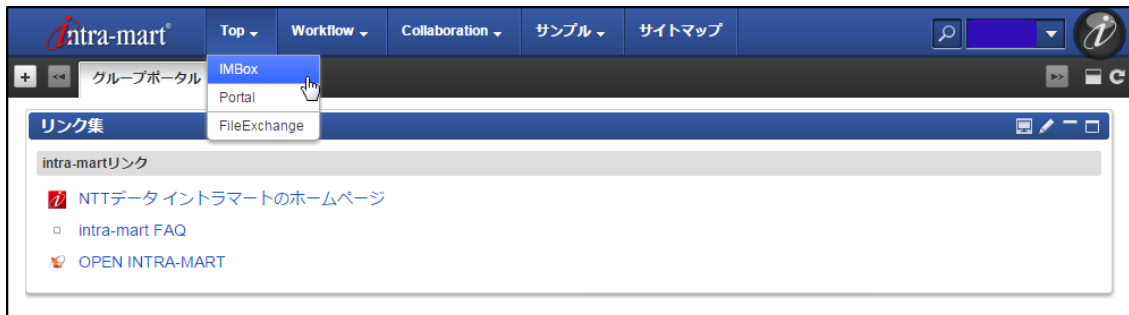 intra-mart® Top Workflow Collaboration サンプル サイトマップ
グループポータル
IMBox
Portal
FileExchange
リンク集
intra-martリンク
NTTデータ イントラマートのホームページ
intra-mart FAQ
OPEN INTRA-MART